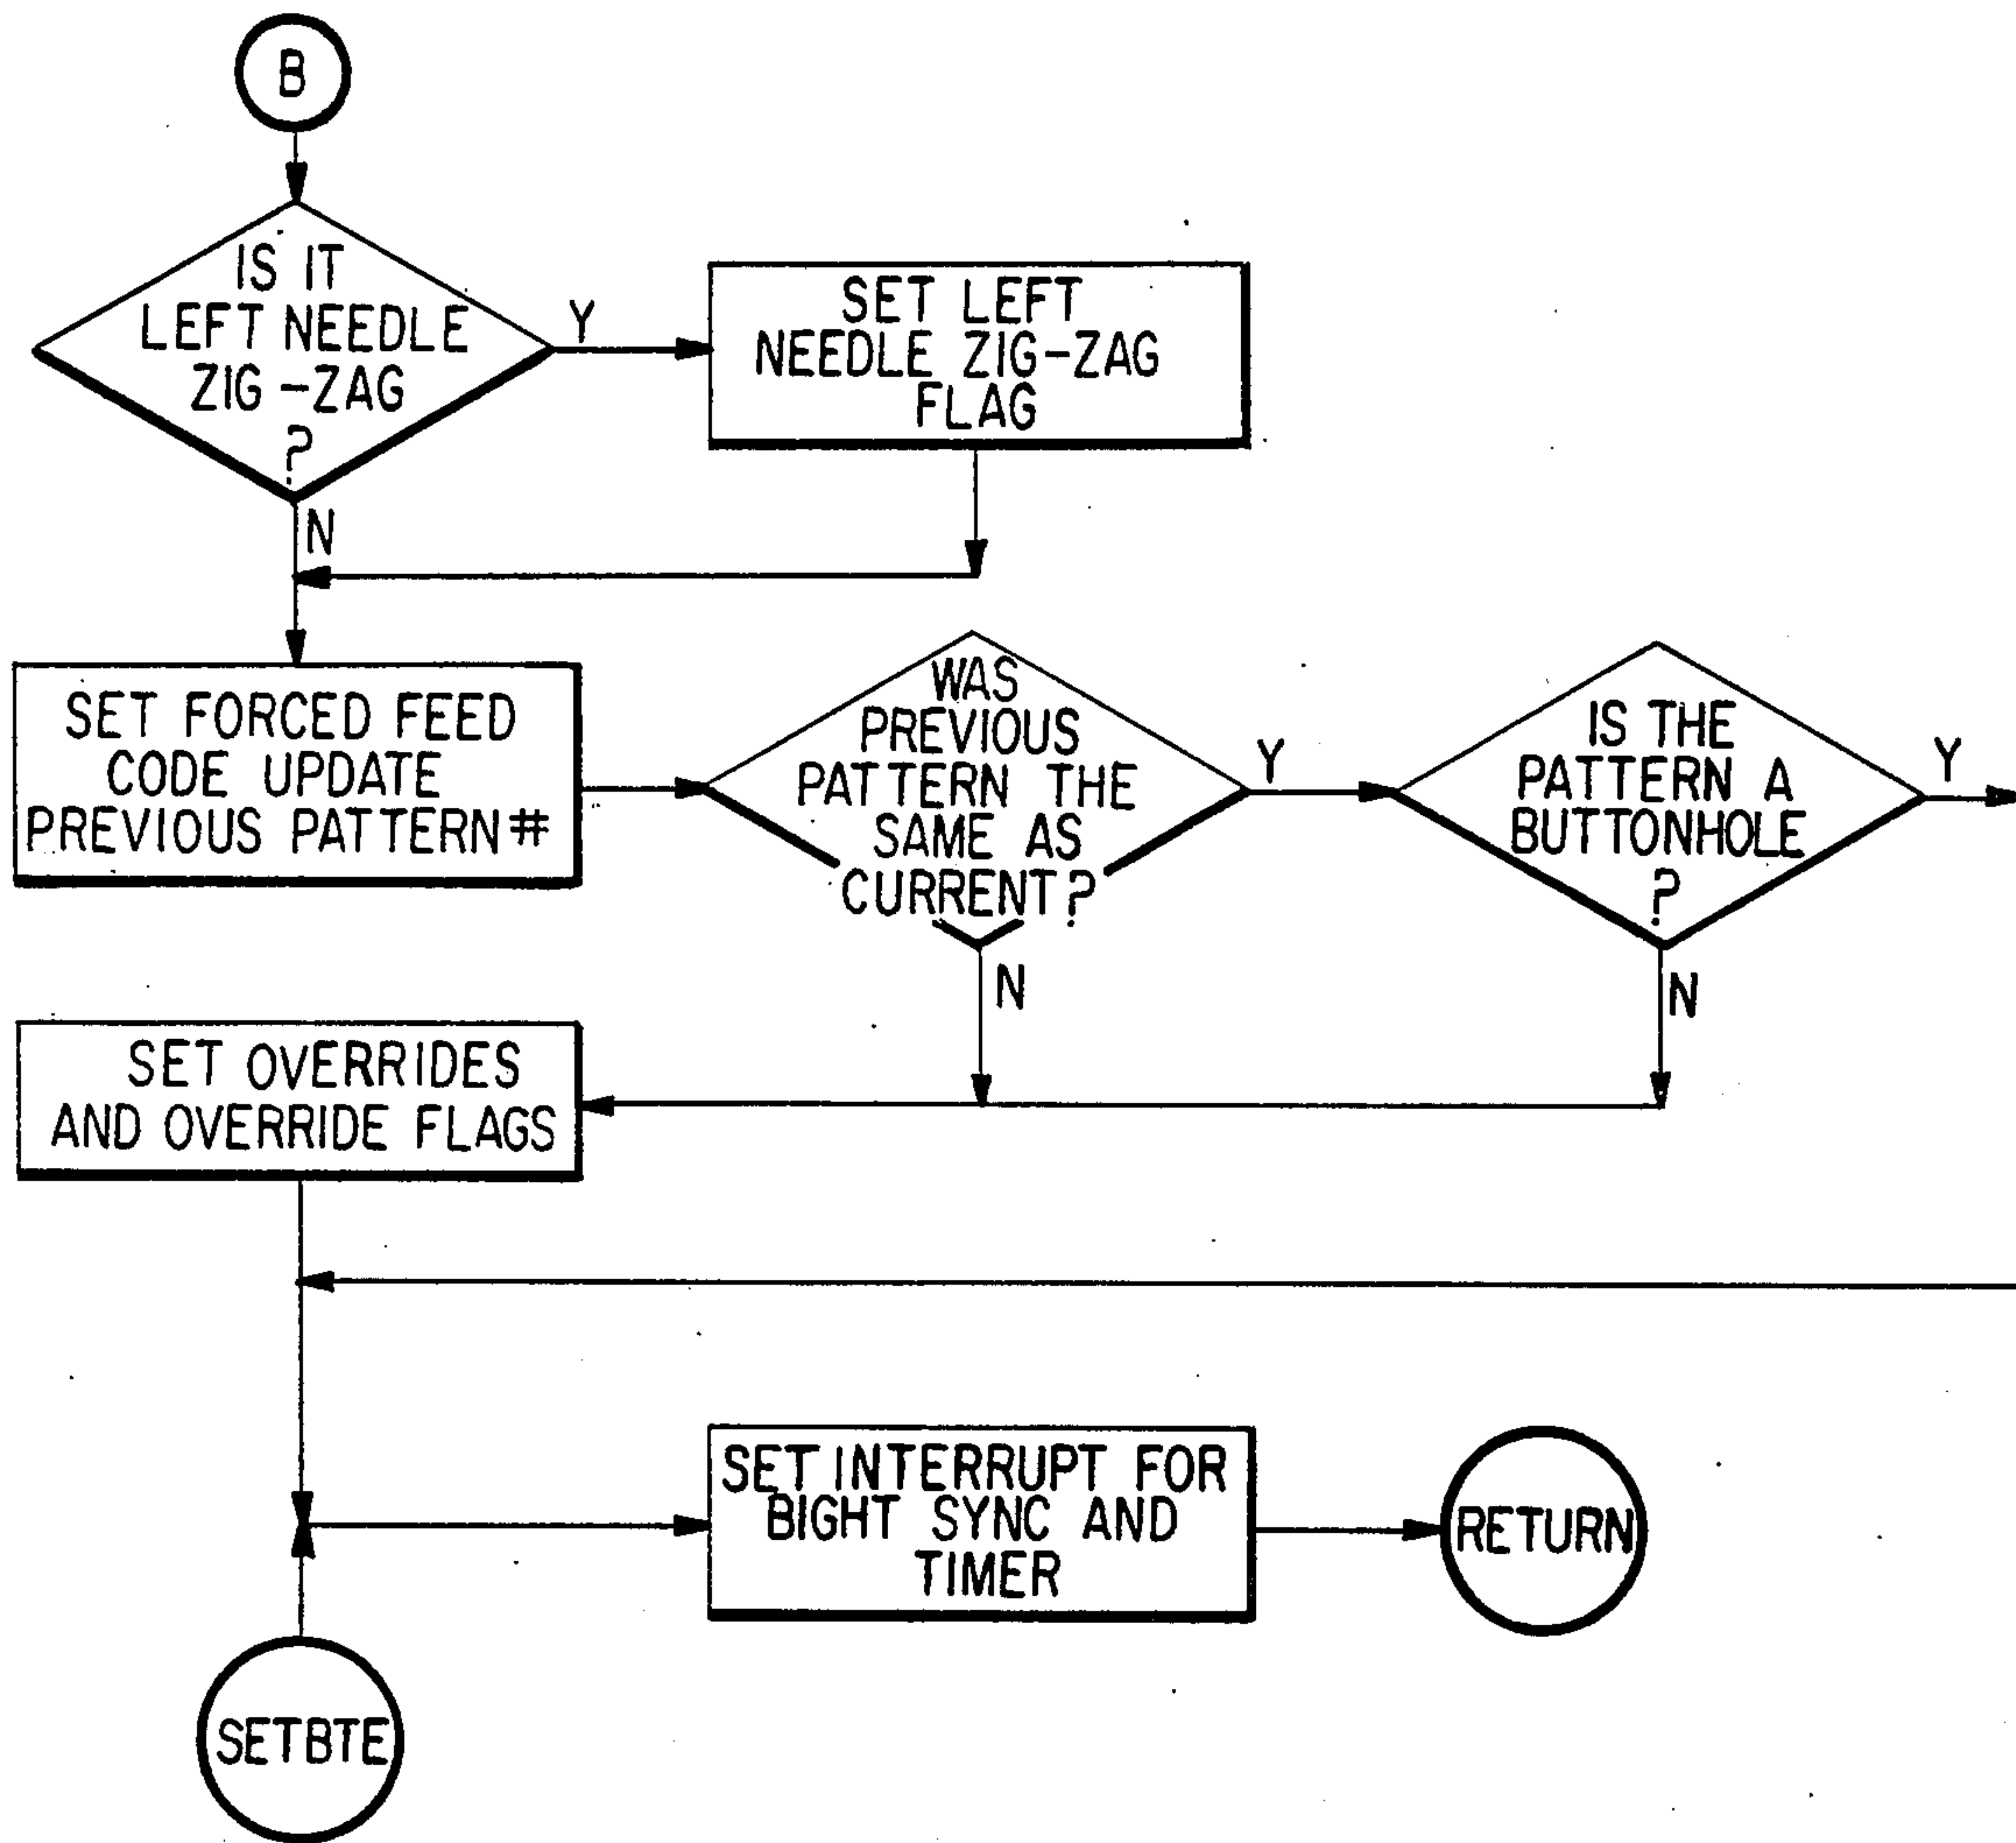 B
IS IT
LEFT NEEDLE
ZIG-ZAG
?
Y
SET LEFT
NEEDLE ZIG-ZAG
FLAG
N
SET FORCED FEED
CODE UPDATE
PREVIOUS PATTERN#
WAS
PREVIOUS
PATTERN THE
SAME AS
CURRENT?
Y
IS THE
PATTERN A
BUTTONHOLE
?
Y
N
N
SET OVERRIDES
AND OVERRIDE FLAGS
SET INTERRUPT FOR
BIGHT SYNC AND
TIMER
RETURN
SETBTE